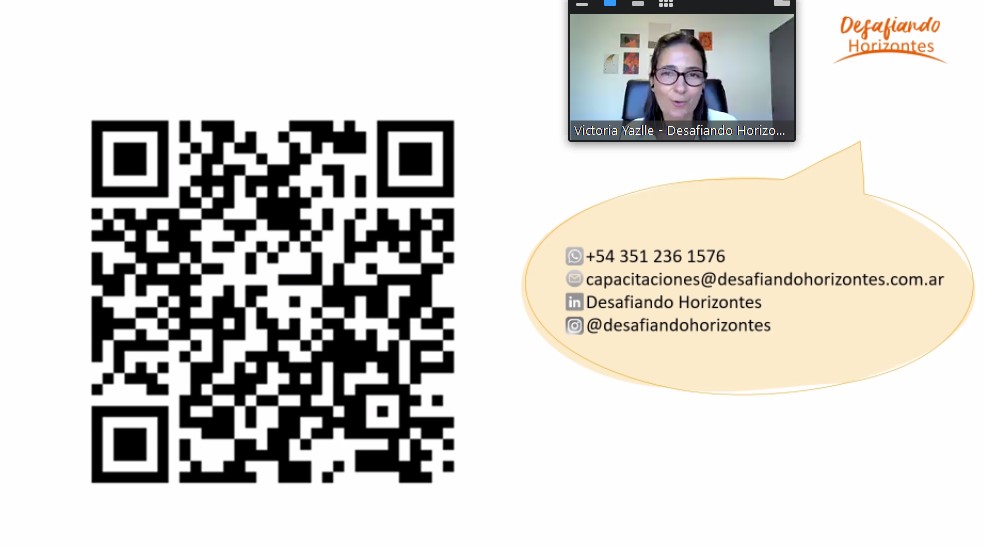 Desafiando
Horizontes
Victoria Yazlle - Desafiando Horizo...
+54 351 236 1576
capacitaciones@desafiandohorizontes.com.ar
Desafiando Horizontes
@desafiandohorizontes